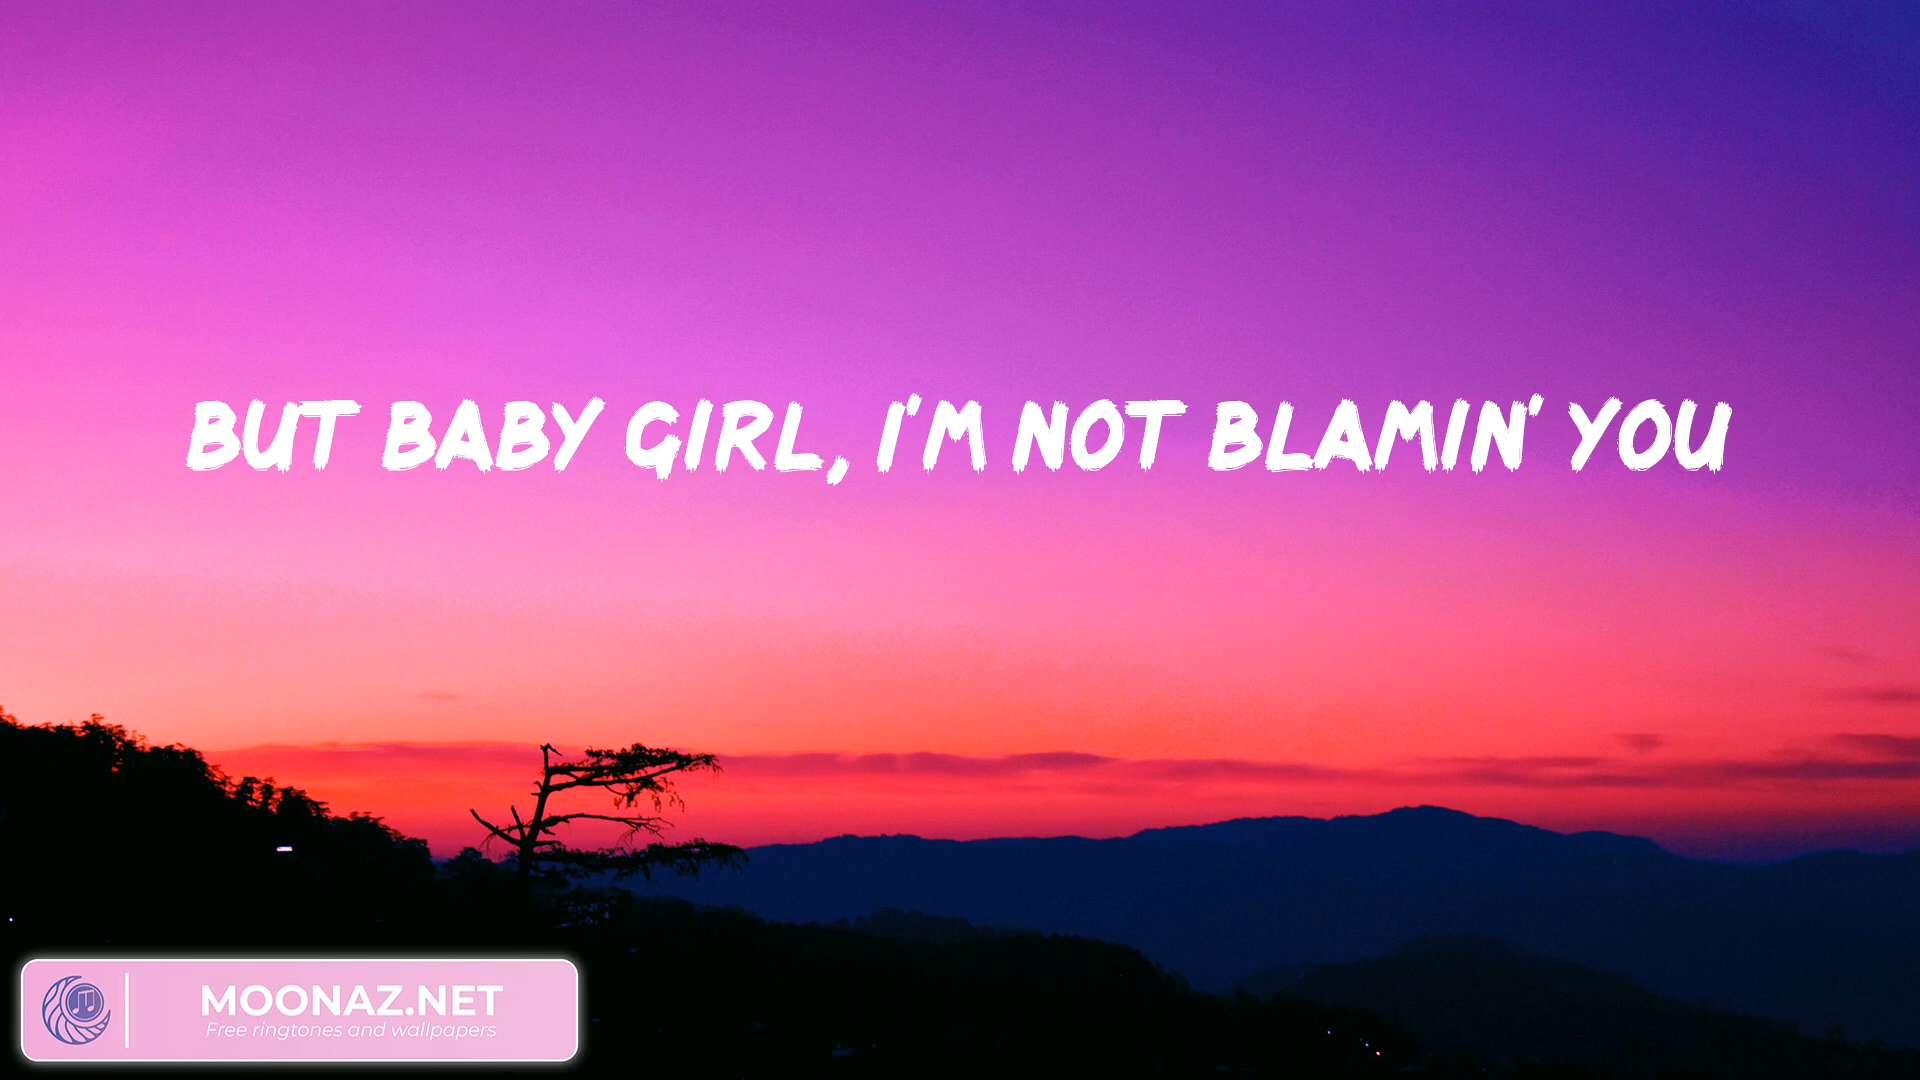 BUT BABY GIRL, I'M NOT BLAMIN' YOU
MOONAZ.NET
Free ringtones and wallpapers